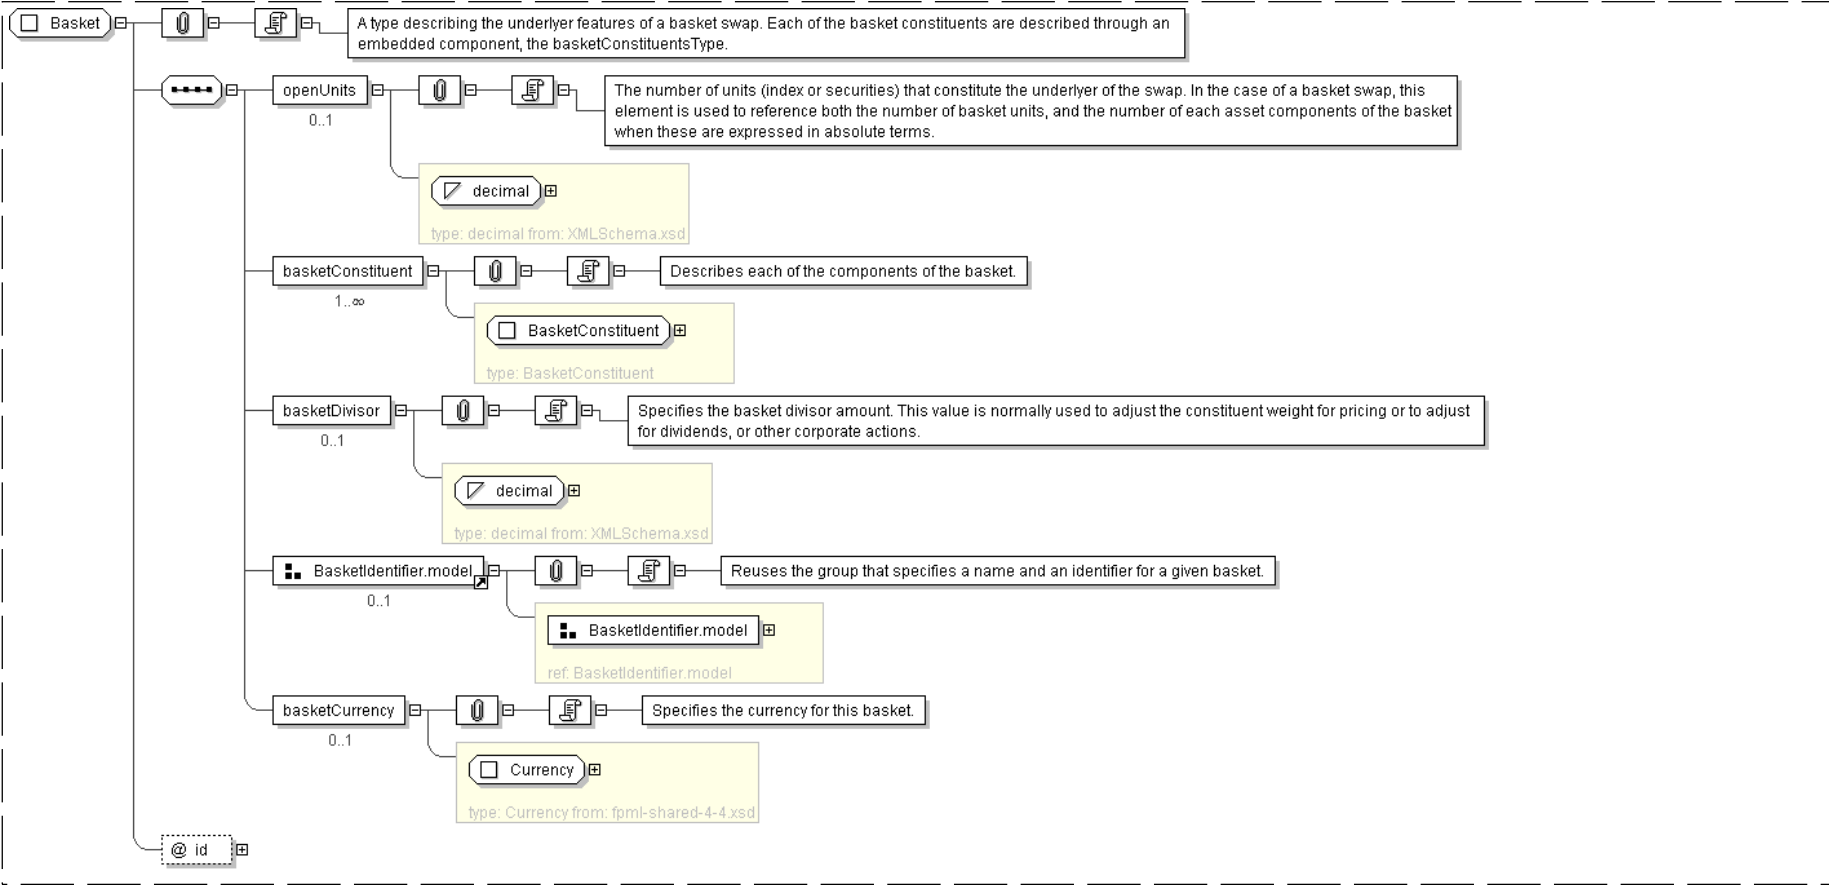 Basket
A type describing the underlyer features of a basket swap. Each of the basket constituents are described through an
embedded component, the basketConstituentsType.
openUnits
0..1
The number of units (index or securities) that constitute the underlyer of the swap. In the case of a basket swap, this
element is used to reference both the number of basket units, and the number of each asset components of the basket
when these are expressed in absolute terms.
decimal
type: decimal from: XMLSchema.xsd
basketConstituent
1..∞
Describes each of the components of the basket.
BasketConstituent
type: BasketConstituent
basketDivisor
0..1
Specifies the basket divisor amount. This value is normally used to adjust the constituent weight for pricing or to adjust
for dividends, or other corporate actions.
decimal
type: decimal from: XMLSchema.xsd
BasketIdentifier.model
0..1
Reuses the group that specifies a name and an identifier for a given basket.
BasketIdentifier.model
ref: BasketIdentifier.model
basketCurrency
0..1
Specifies the currency for this basket.
Currency
type: Currency from: fpml-shared-4-4.xsd
@ id